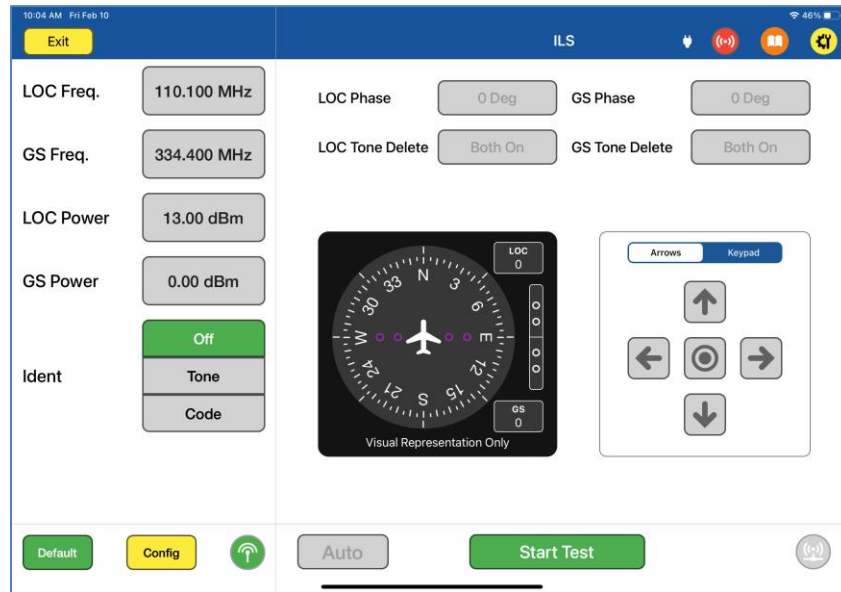 10:04 AM Fri Feb 10
46%
Exit
ILS
LOC Freq.
110.100 MHz
GS Freq.
334.400 MHz
LOC Power
13.00 dBm
GS Power
0.00 dBm
Ident
Off
Tone
Code
LOC Phase
0 Deg
GS Phase
0 Deg
LOC Tone Delete
Both On
GS Tone Delete
Both On
LOC
0
N
3
6
E
12
15
S
21
24
W
30
33
GS
0
Visual Representation Only
Arrows
Keypad
Default
Config
Auto
Start Test